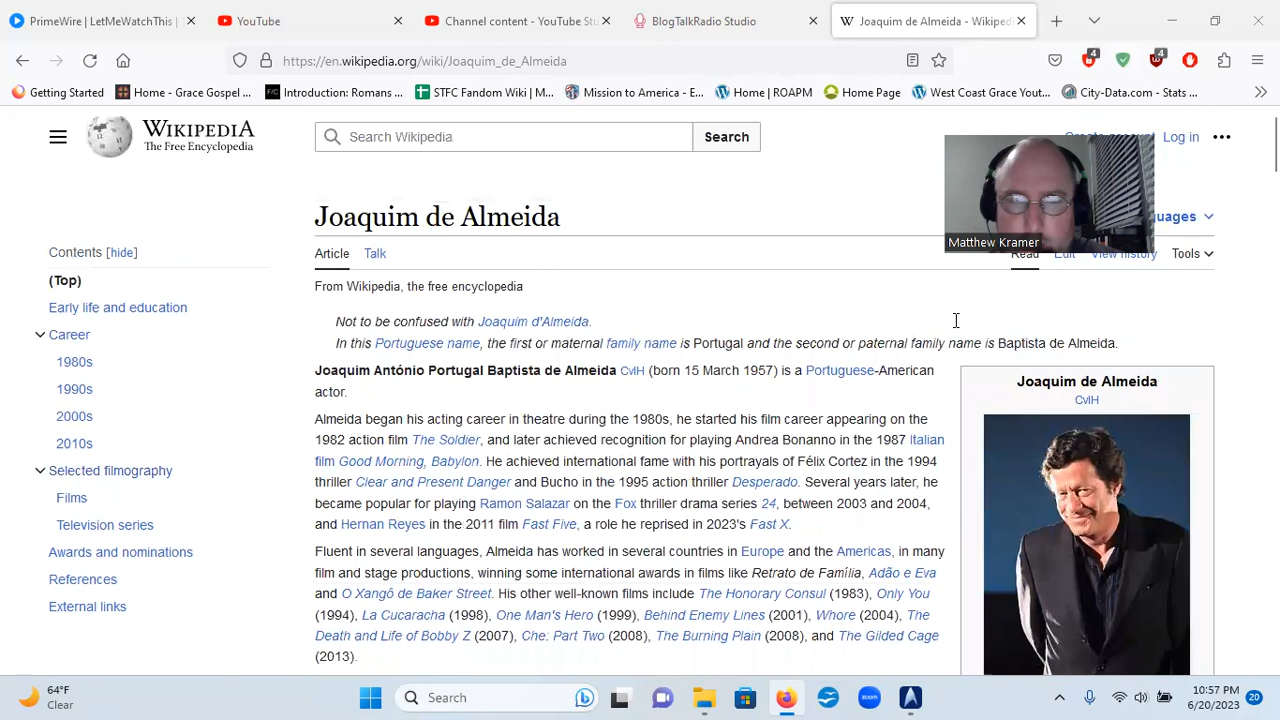 PrimeWire | LetMeWatchThis |
YouTube
Channel content - YouTube Stu
BlogTalkRadio Studio
Joaquim de Almeida - Wikiped
https://en.wikipedia.org/wiki/Joaquim_de_Almeida
4
4
Getting Started
Home - Grace Gospel ...
F/C Introduction: Romans ...
STFC Fandom Wiki | M...
Mission to America - E...
Home | ROAPM
Home Page
West Coast Grace Yout...
City-Data.com - Stats ...
WIKIPEDIA
The Free Encyclopedia
Search Wikipedia
Search
Create account
Log in
Joaquim de Almeida
Matthew Kramer
Contents [hide]
Article
Talk
Read
Edit
View history
Tools
(Top)
Early life and education
Career
1980s
1990s
2000s
2010s
Selected filmography
Films
Television series
Awards and nominations
References
External links
From Wikipedia, the free encyclopedia
Not to be confused with Joaquim d'Almeida.
In this Portuguese name, the first or maternal family name is Portugal and the second or paternal family name is Baptista de Almeida.
Joaquim António Portugal Baptista de Almeida CvIH (born 15 March 1957) is a Portuguese-American
actor.
Almeida began his acting career in theatre during the 1980s, he started his film career appearing on the
1982 action film The Soldier, and later achieved recognition for playing Andrea Bonanno in the 1987 Italian
film Good Morning, Babylon. He achieved international fame with his portrayals of Félix Cortez in the 1994
thriller Clear and Present Danger and Bucho in the 1995 action thriller Desperado. Several years later, he
became popular for playing Ramon Salazar on the Fox thriller drama series 24, between 2003 and 2004,
and Hernan Reyes in the 2011 film Fast Five, a role he reprised in 2023's Fast X.
Fluent in several languages, Almeida has worked in several countries in Europe and the Americas, in many
film and stage productions, winning some international awards in films like Retrato de Família, Adão e Eva
and O Xangô de Baker Street. His other well-known films include The Honorary Consul (1983), Only You
(1994), La Cucaracha (1998), One Man's Hero (1999), Behind Enemy Lines (2001), Whore (2004), The
Death and Life of Bobby Z (2007), Che: Part Two (2008), The Burning Plain (2008), and The Gilded Cage
(2013).
Joaquim de Almeida
CvIH
64°F
Clear
Search
zoom
10:57 PM
6/20/2023
20